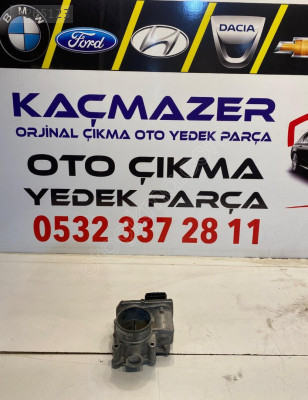 BMW
Ford
DACIA
KAÇMAZER
ORJİNAL ÇIKMA OTO YEDEK PARÇA
OTO ÇIKMA
YEDEK PARÇA
0532 337 28 11